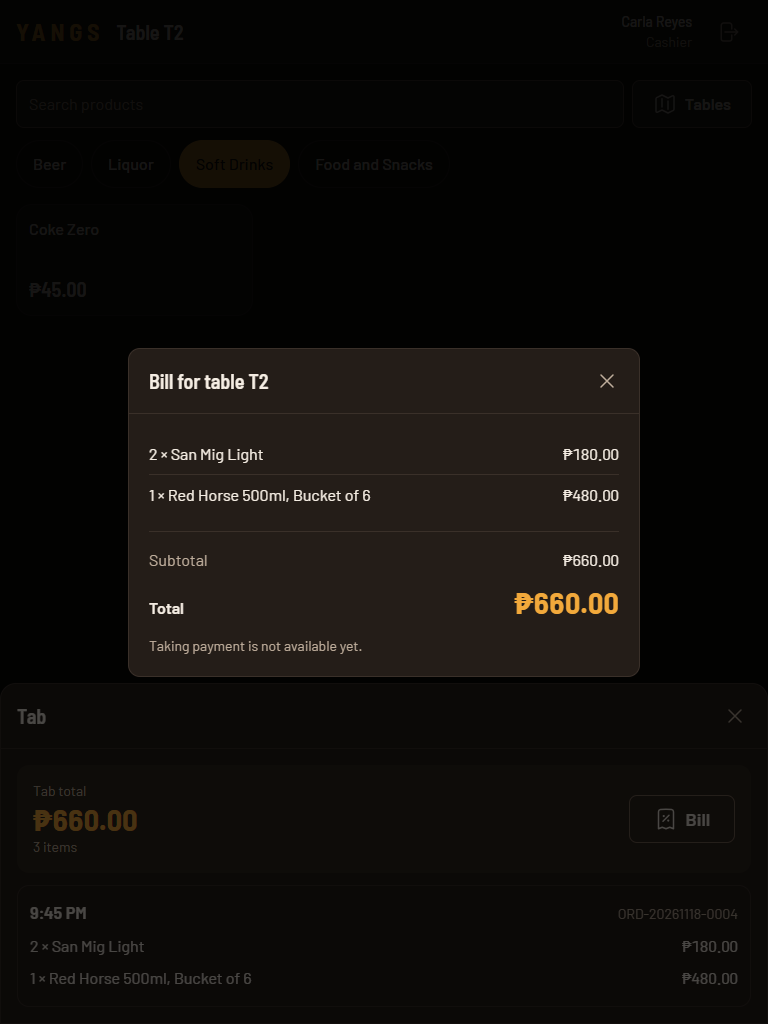 YANGS Table T2
Carla Reyes
Cashier
Search products
Tables
Beer Liquor Soft Drinks Food and Snacks
Coke Zero
₱45.00
Bill for table T2
2 × San Mig Light ₱180.00
1 × Red Horse 500ml, Bucket of 6 ₱480.00
Subtotal ₱660.00
Total ₱660.00
Taking payment is not available yet.
Tab
Tab total
₱660.00
3 items
Bill
9:45 PM ORD-20261118-0004
2 × San Mig Light ₱180.00
1 × Red Horse 500ml, Bucket of 6 ₱480.00